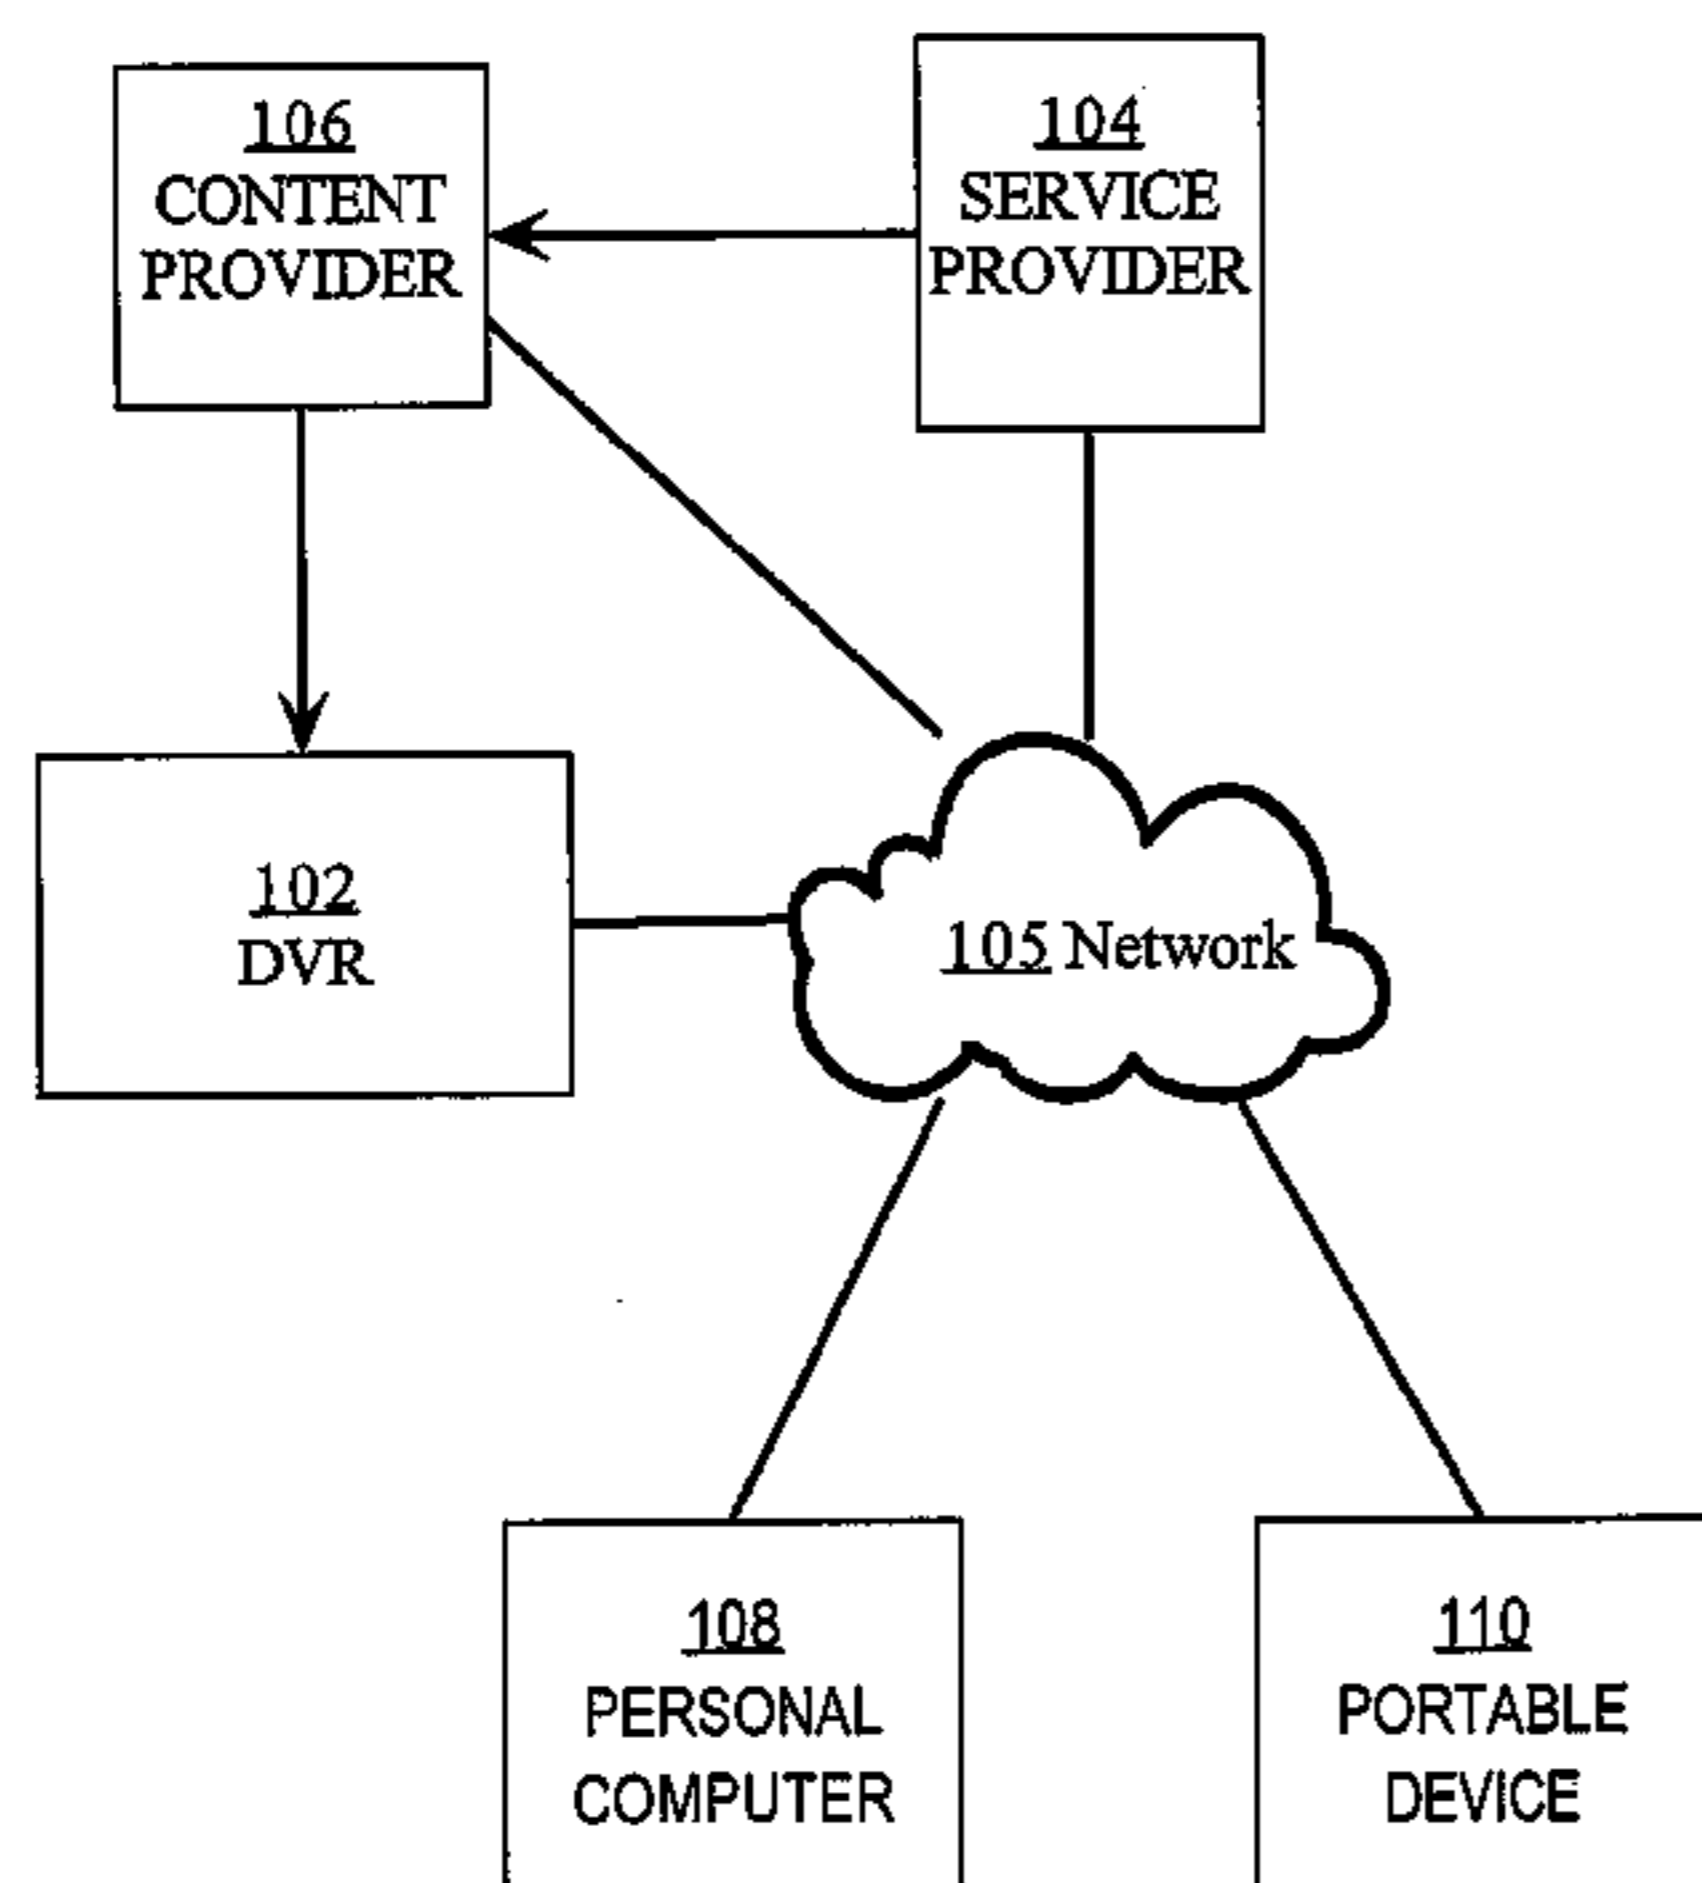 106
CONTENT
PROVIDER
104
SERVICE
PROVIDER
102
DVR
105 Network
108
PERSONAL
COMPUTER
110
PORTABLE
DEVICE